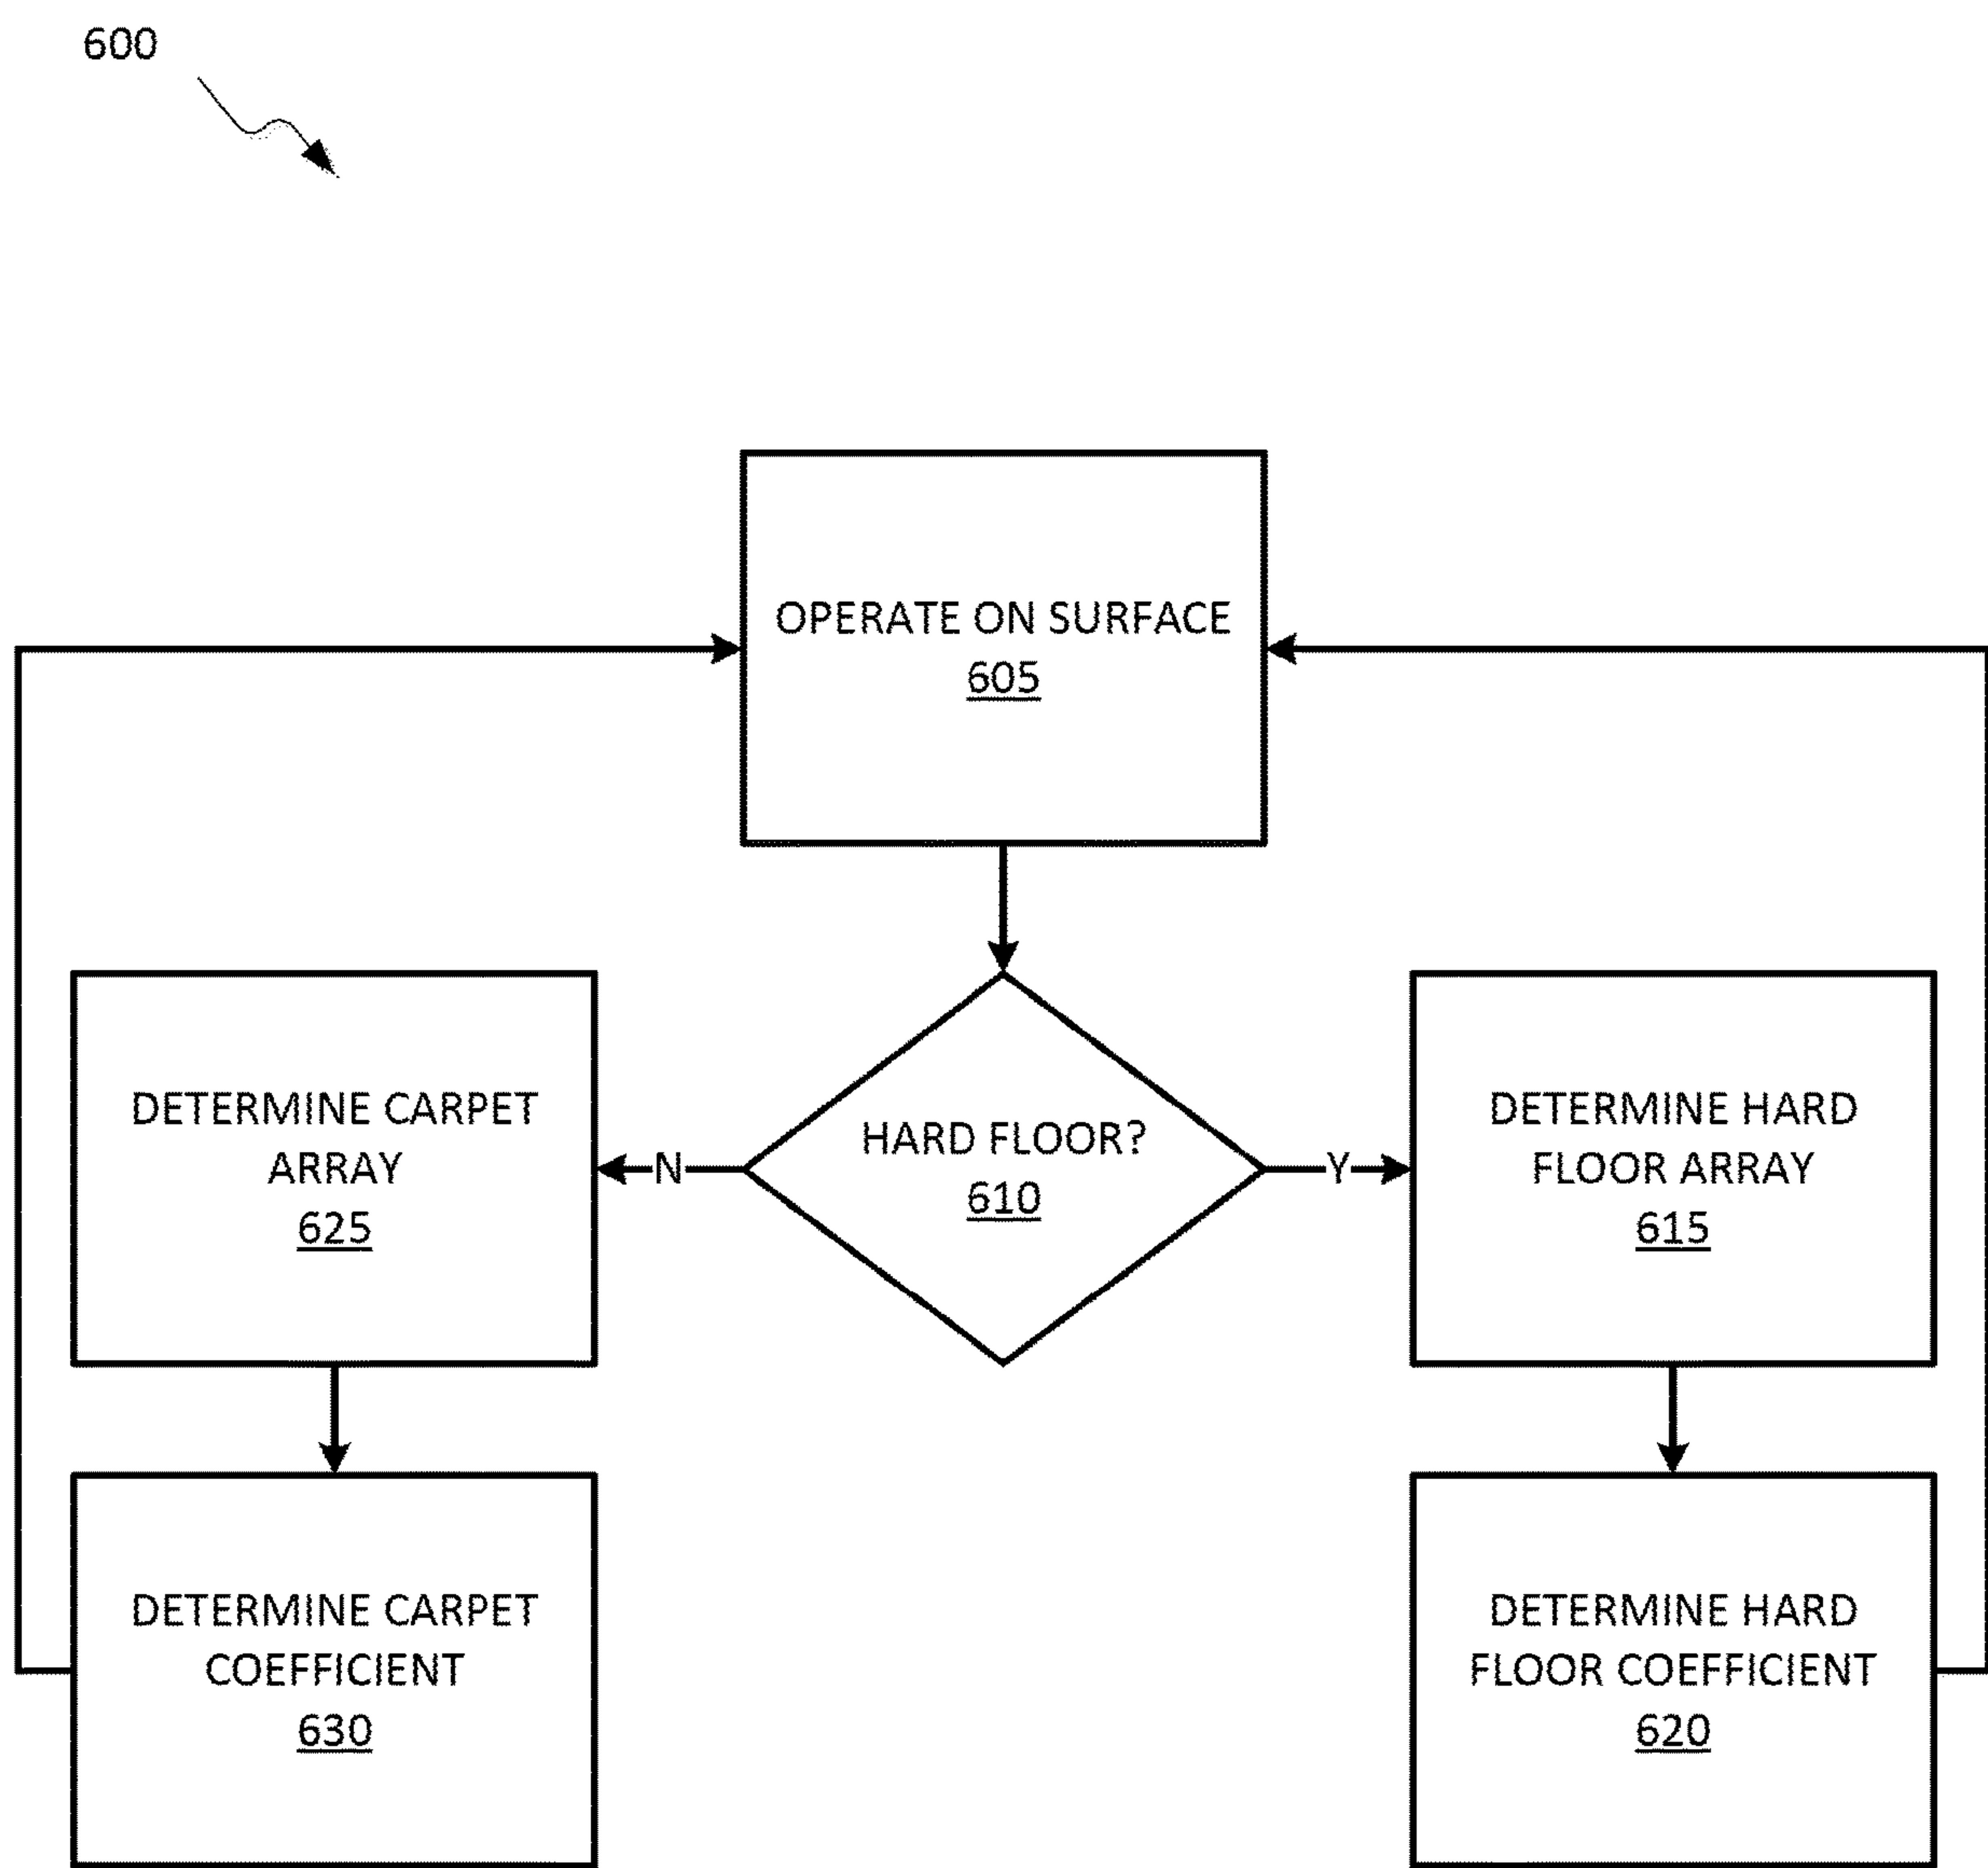 600
OPERATE ON SURFACE
605
HARD FLOOR?
610
N
Y
DETERMINE CARPET
ARRAY
625
DETERMINE HARD
FLOOR ARRAY
615
DETERMINE CARPET
COEFFICIENT
630
DETERMINE HARD
FLOOR COEFFICIENT
620